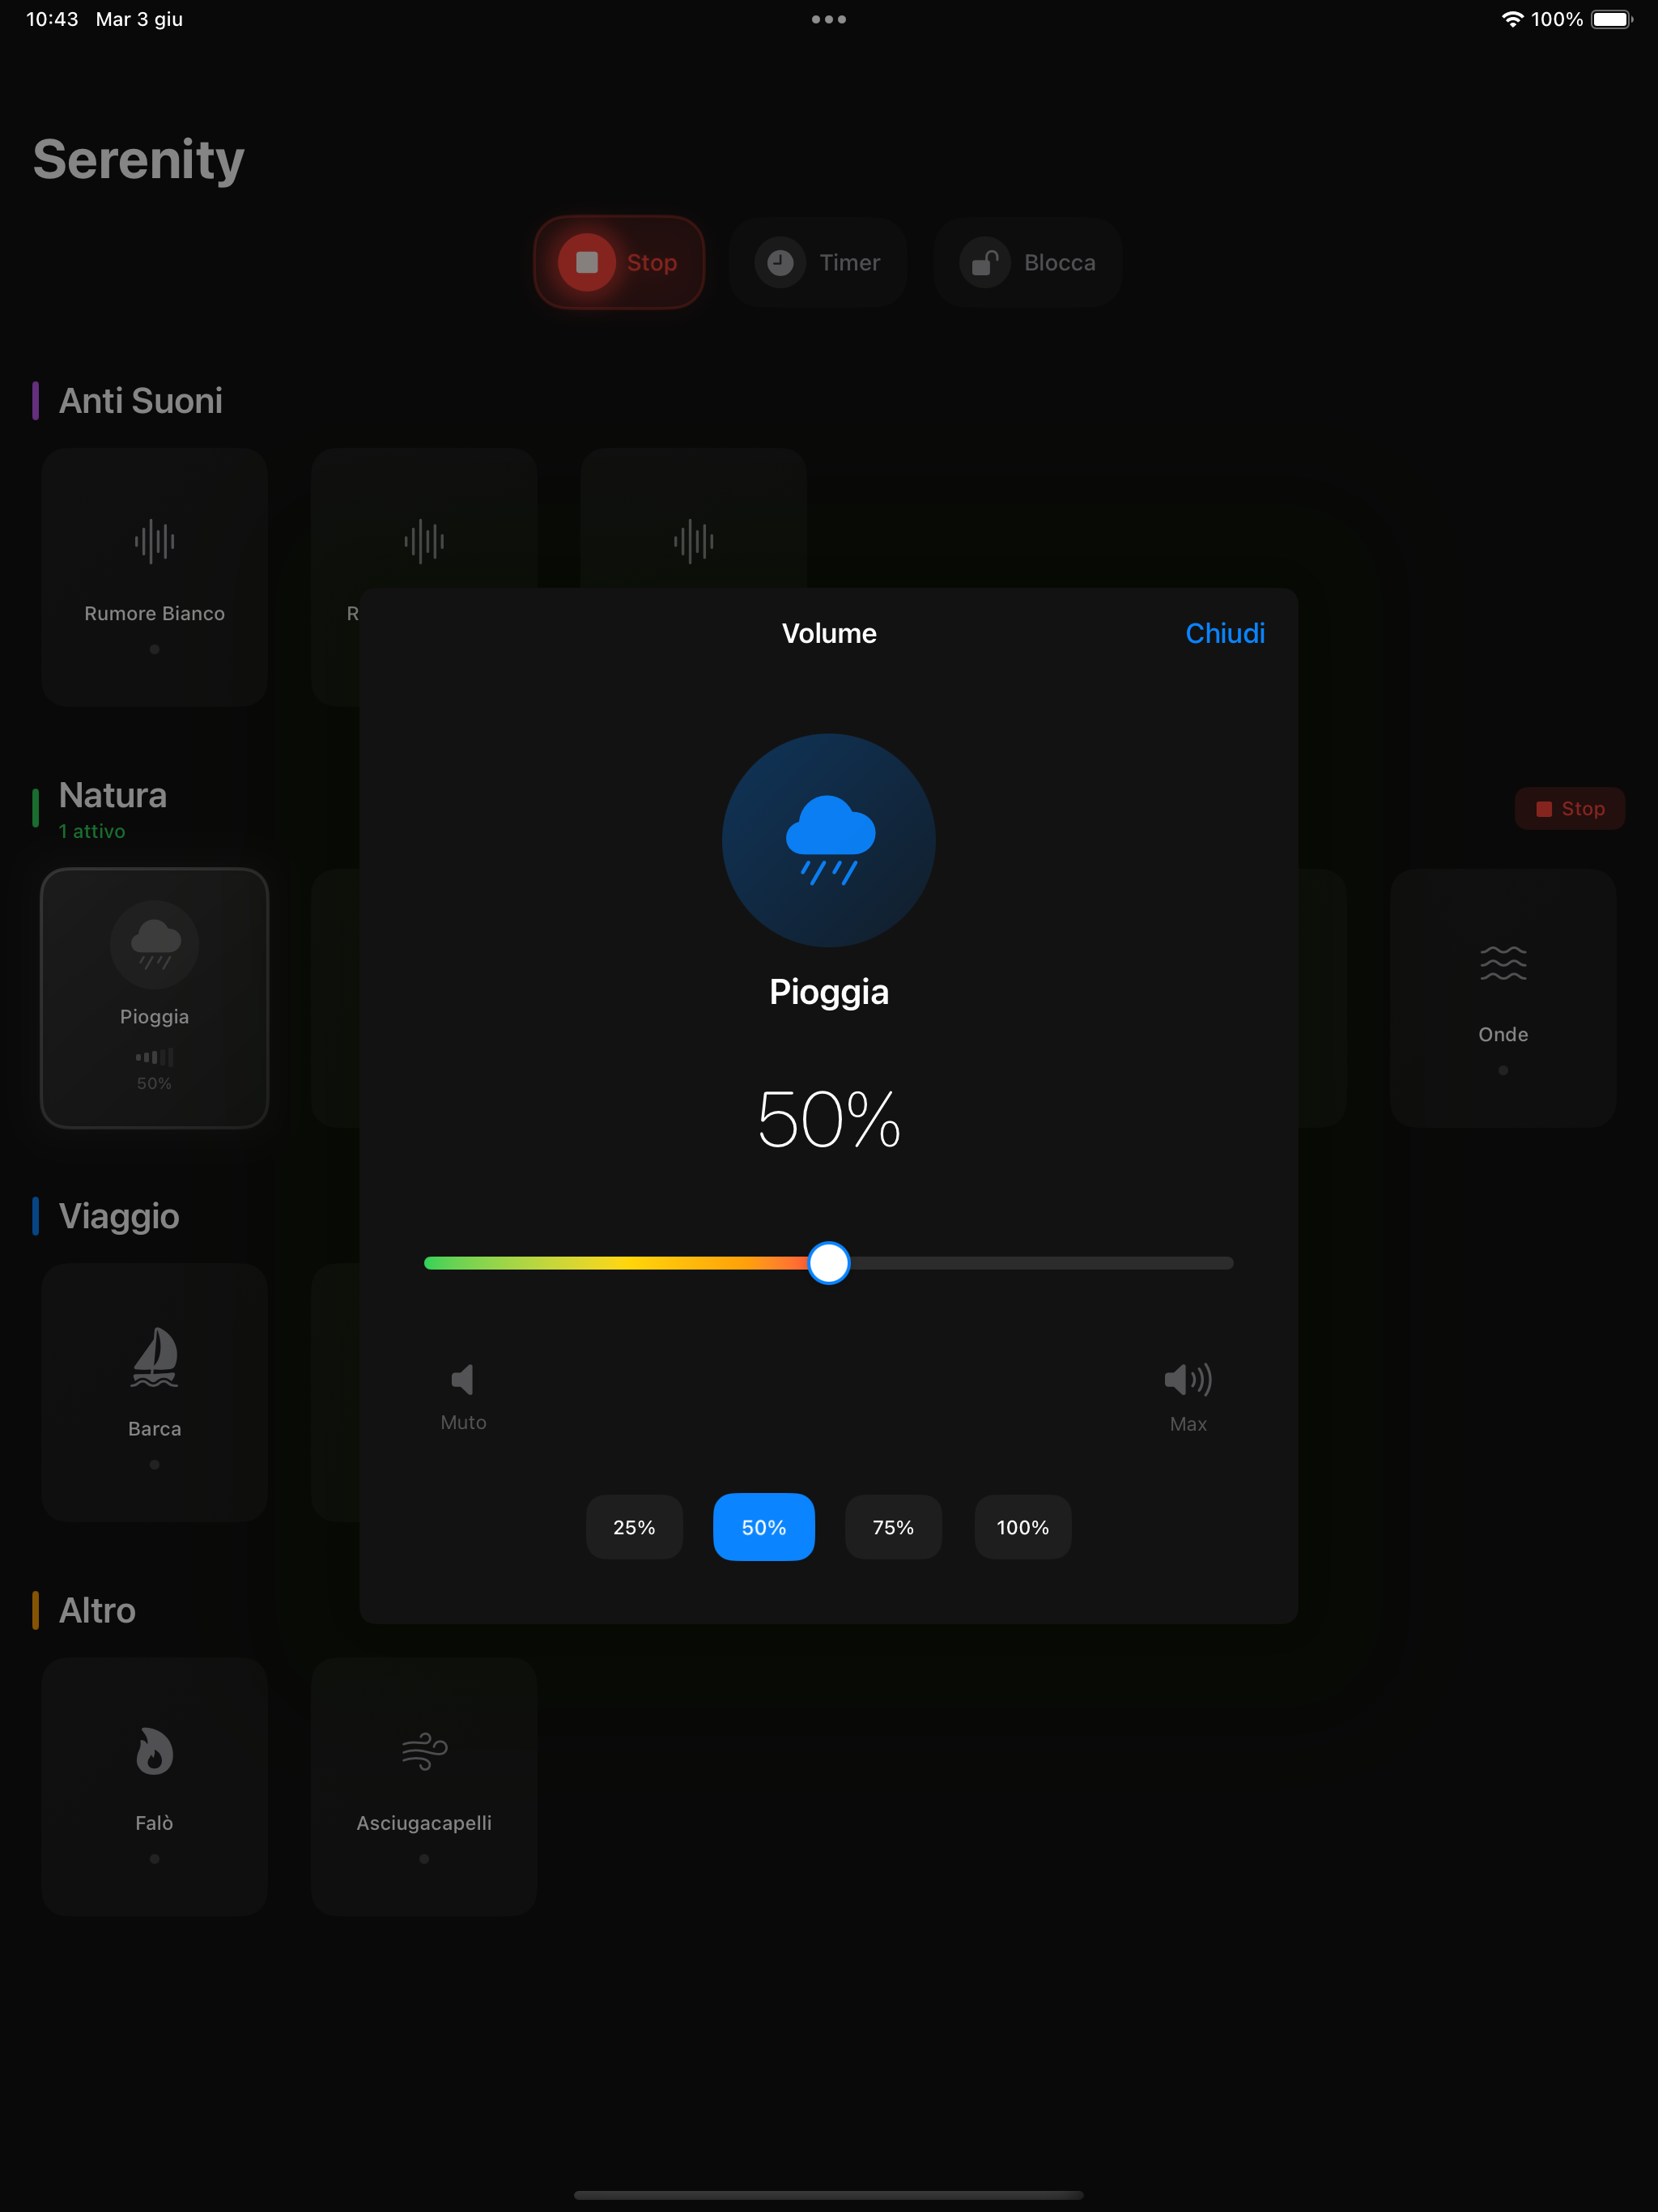 10:43 Mar 3 giu
100%
Serenity
Stop
Timer
Blocca
Anti Suoni
Rumore Bianco
Volume
Chiudi
Natura
1 attivo
Stop
Pioggia
50%
Pioggia
50%
Onde
Viaggio
Barca
Muto
Max
25%
50%
75%
100%
Altro
Falò
Asciugacapelli